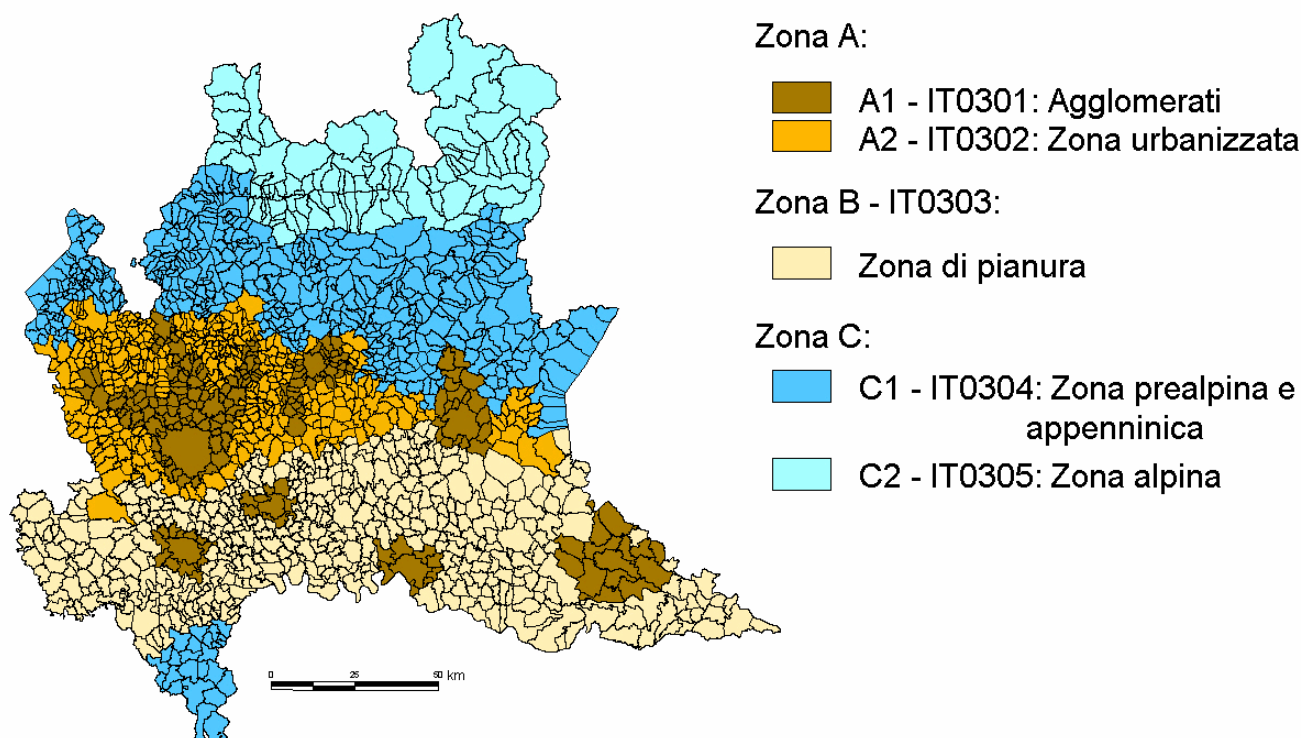 Zona A:
A1 - IT0301: Agglomerati
A2 - IT0302: Zona urbanizzata
Zona B - IT0303:
Zona di pianura
Zona C:
C1 - IT0304: Zona prealpina e
appenninica
C2 - IT0305: Zona alpina
0 25 50 km